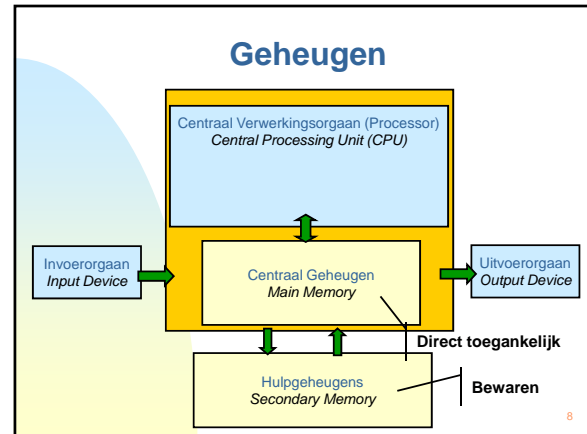 Geheugen
Centraal Verwerkingsorgaan (Processor)
Central Processing Unit (CPU)
Invoerorgaan
Input Device
Centraal Geheugen
Main Memory
Uitvoerorgaan
Output Device
Direct toegankelijk
Hulpgeheugens
Secondary Memory
Bewaren
8